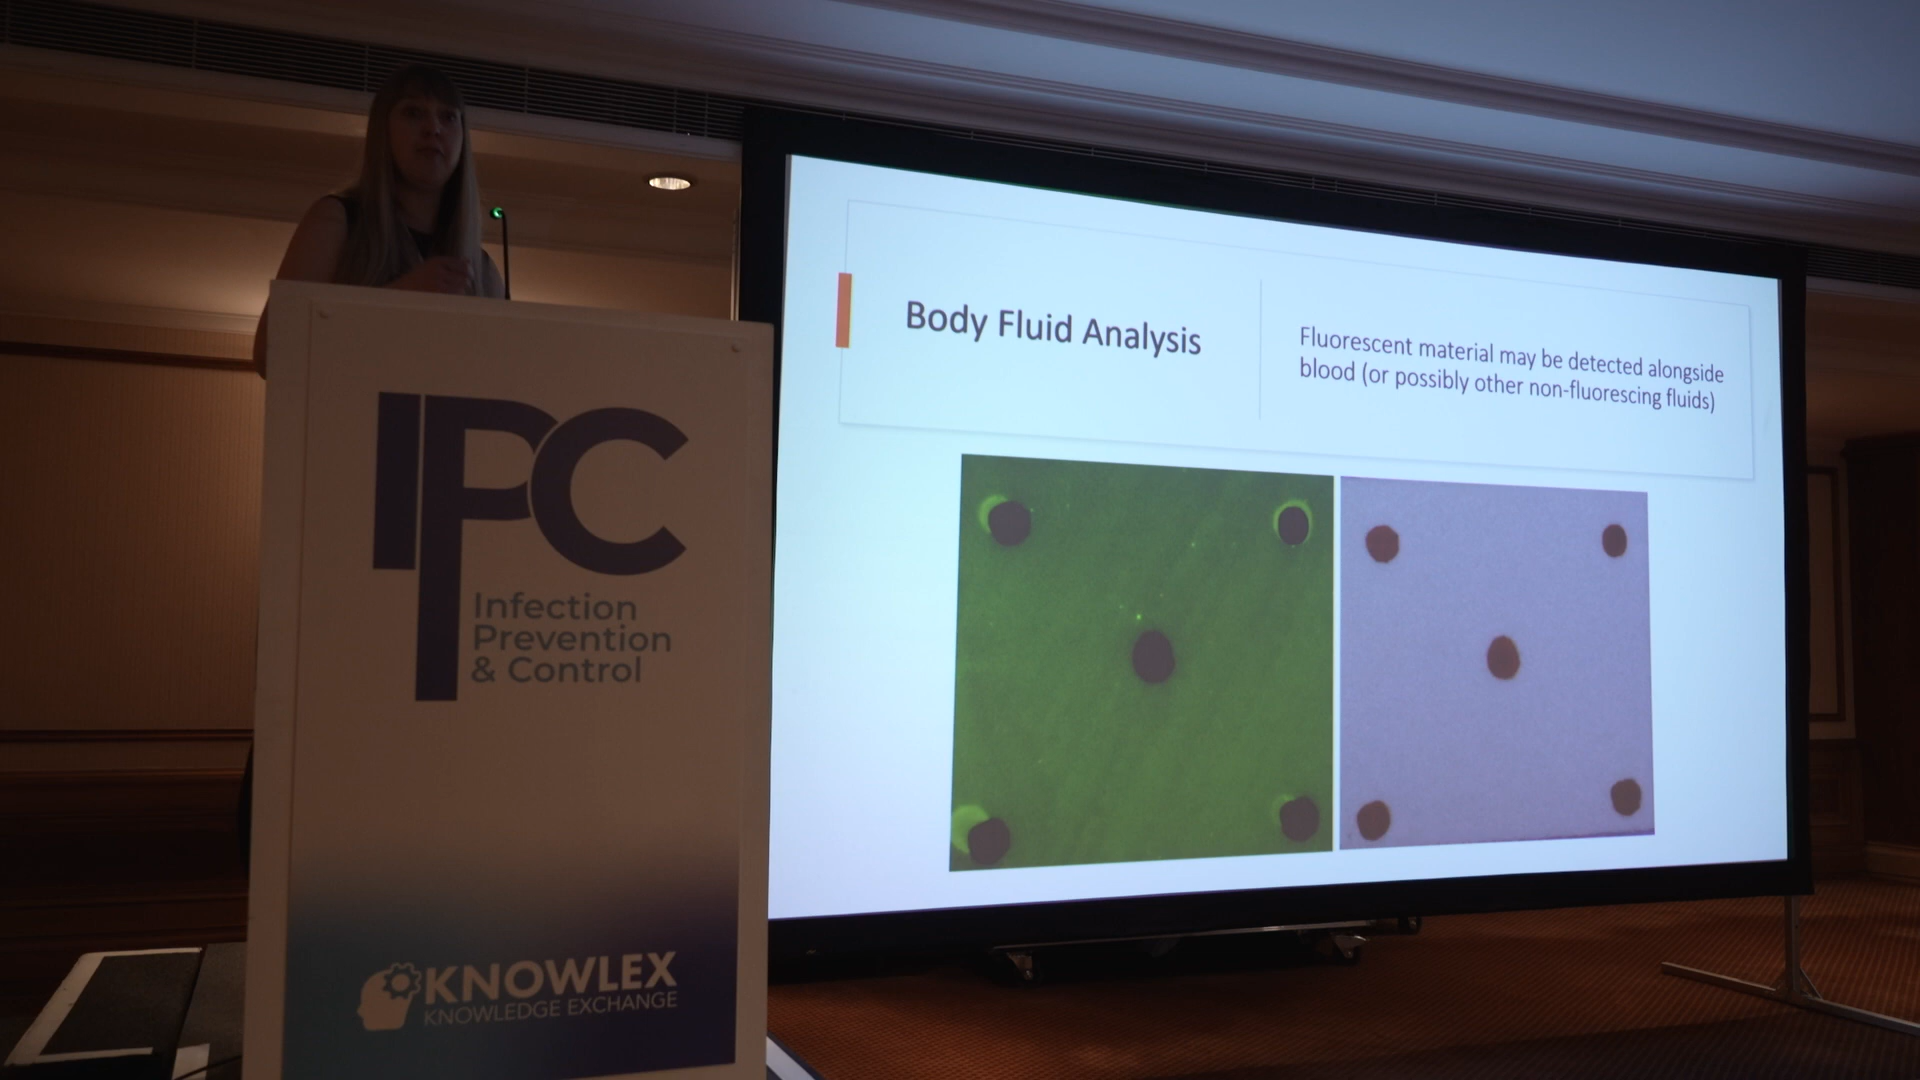 IPC
Infection
Prevention
& Control
KNOWLEX
KNOWLEDGE EXCHANGE
Body Fluid Analysis
Fluorescent material may be detected alongside
blood (or possibly other non-fluorescing fluids)